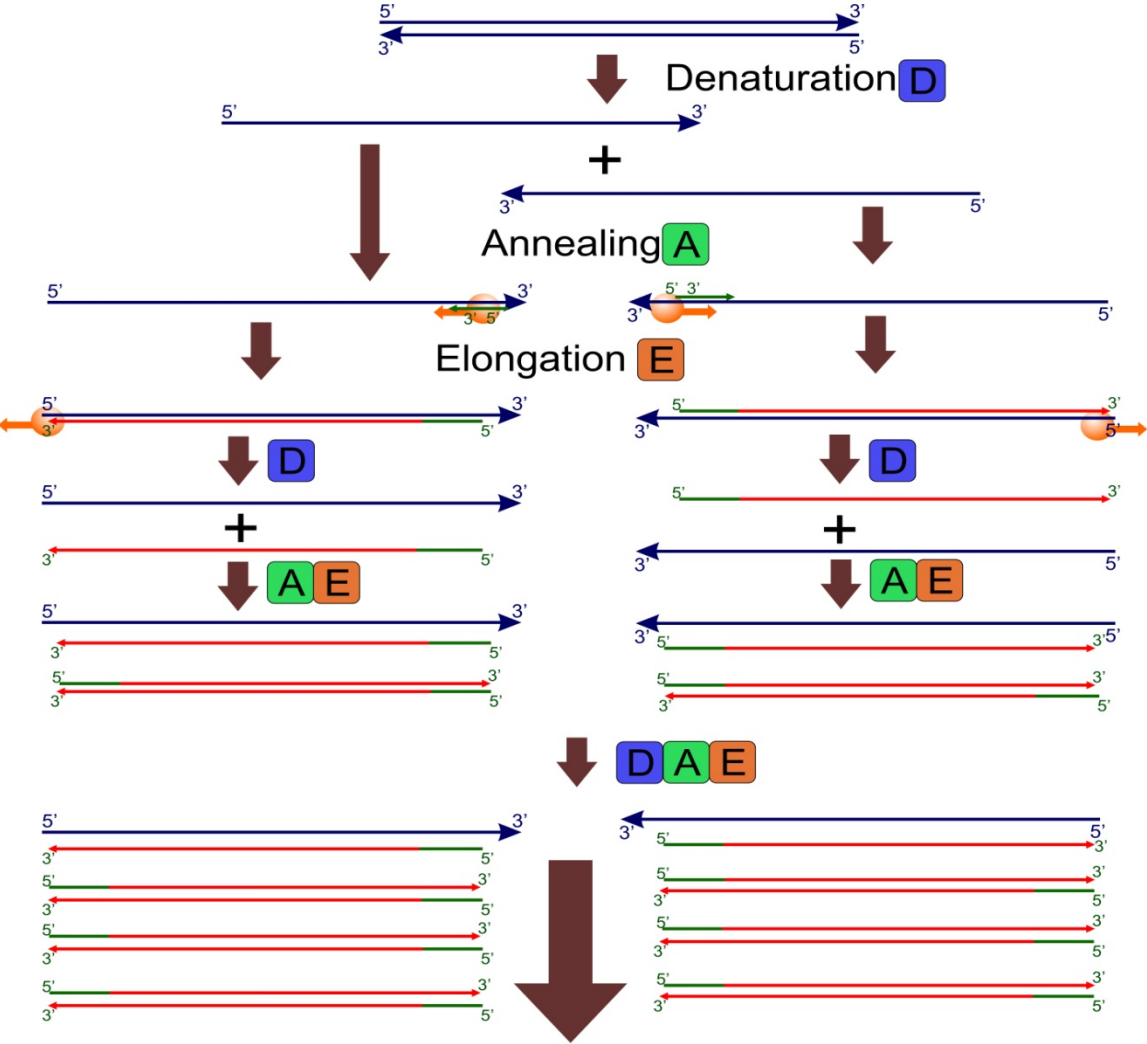 5’ 3’
3’ 5’
Denaturation D
5’ 3’
+
3’ 5’
Annealing A
5’ 3’ 5’ 3’
3’ 5’ 3’ 5’
Elongation E
5’ 3’ 5’ 3’
3’ 5’ 3’ 5’
D D
5’ 3’ 5’ 3’
+ +
3’ 5’ 3’ 5’
A E A E
5’ 3’ 3’ 5’
3’ 5’ 5’ 3’
5’ 3’ 5’ 3’
3’ 5’ 3’ 5’
D A E
5’ 3’ 3’ 5’
3’ 5’ 5’ 3’
5’ 3’ 5’ 3’
3’ 5’ 3’ 5’
5’ 3’ 5’ 3’
3’ 5’ 3’ 5’
5’ 3’ 5’ 3’
3’ 5’ 3’ 5’